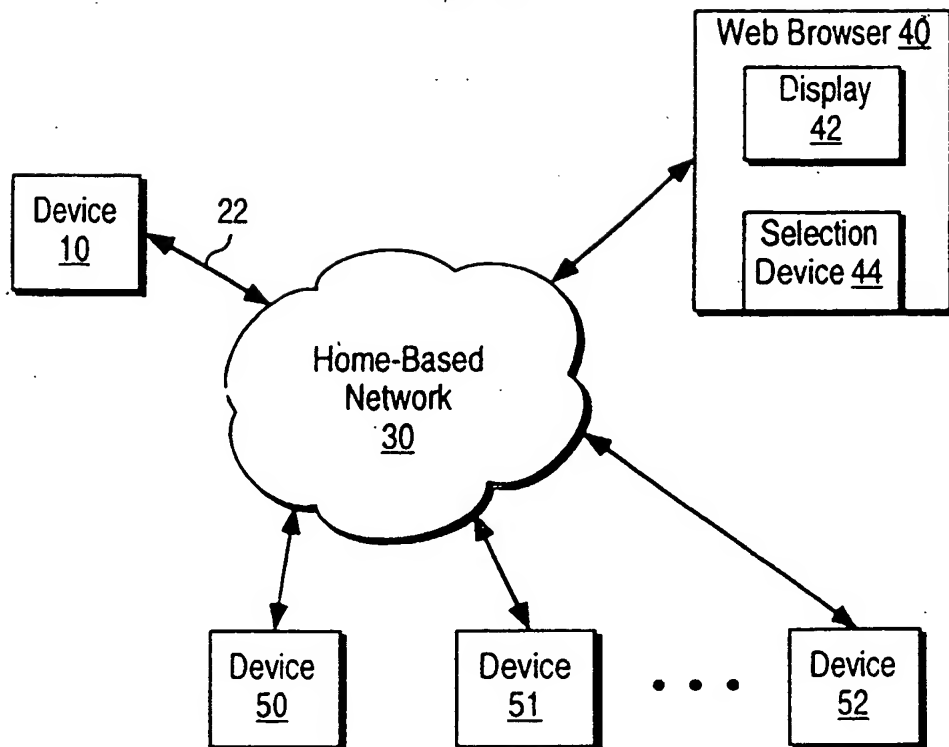 Web Browser 40
Display
42
Device
10
22
Selection
Device 44
Home-Based
Network
30
Device
50
Device
51
Device
52